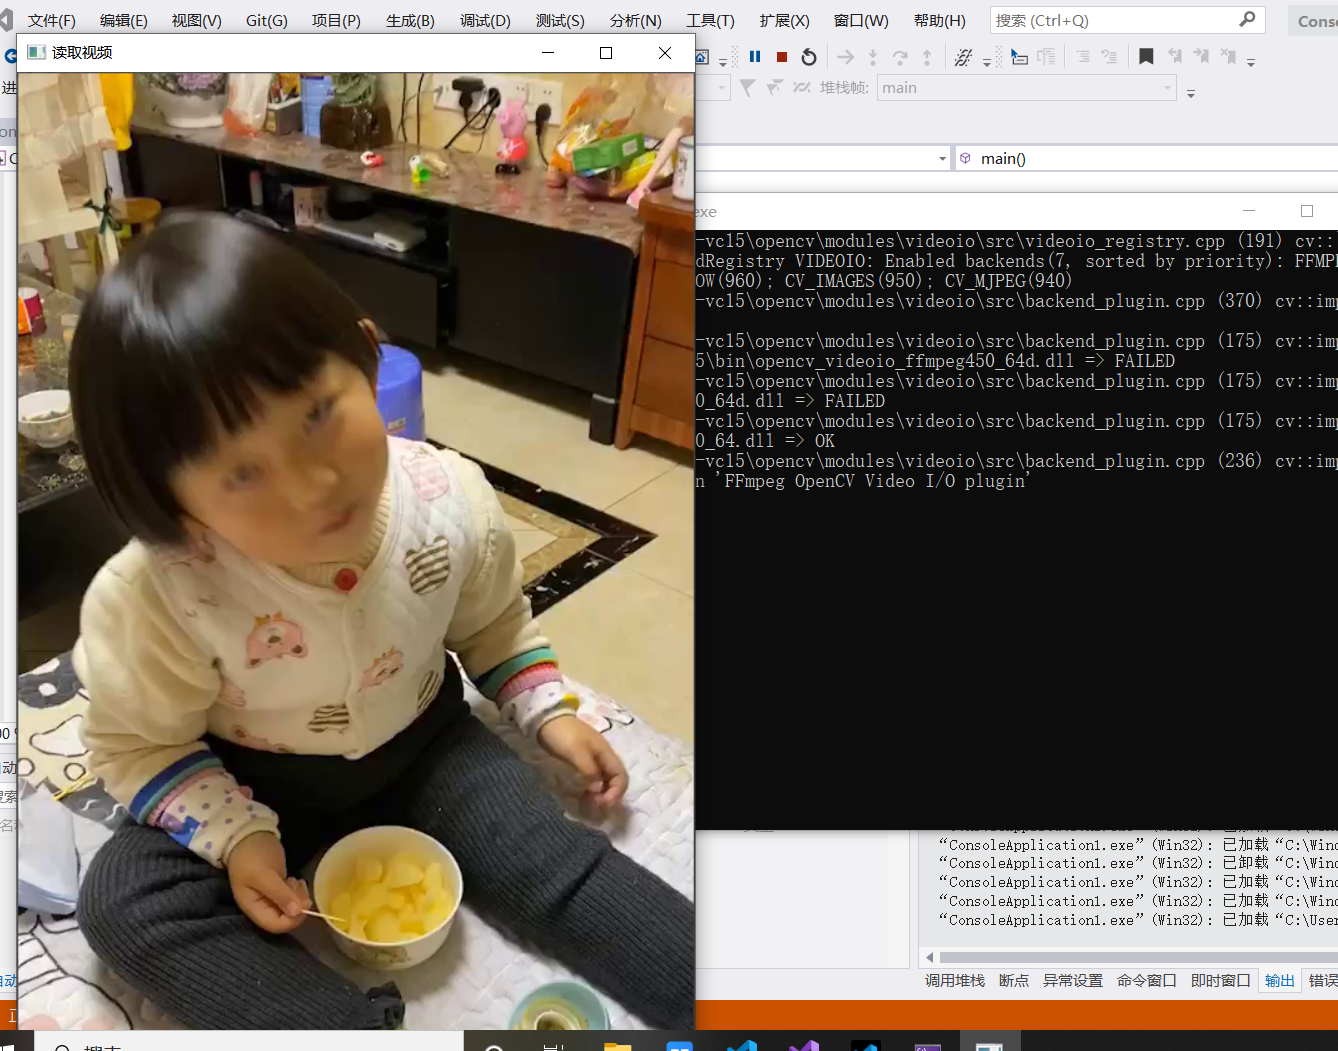 文件(F) 编辑(E) 视图(V) Git(G) 项目(P) 生成(B) 调试(D) 测试(S) 分析(N) 工具(T) 扩展(X) 窗口(W) 帮助(H) 搜索 (Ctrl+Q) Conso
读取视频
进
堆栈帧: main
main()
exe
-vc15\opencv\modules\videoio\src\videoio_registry.cpp (191) cv::
dRegistry VIDEOIO: Enabled backends(7, sorted by priority): FFMPE
OW(960); CV_IMAGES(950); CV_MJPEG(940)
-vc15\opencv\modules\videoio\src\backend_plugin.cpp (370) cv::imp
-vc15\opencv\modules\videoio\src\backend_plugin.cpp (175) cv::imp
5\bin\opencv_videoio_ffmpeg450_64d.dll => FAILED
-vc15\opencv\modules\videoio\src\backend_plugin.cpp (175) cv::imp
0_64d.dll => FAILED
-vc15\opencv\modules\videoio\src\backend_plugin.cpp (175) cv::imp
0_64.dll => OK
-vc15\opencv\modules\videoio\src\backend_plugin.cpp (236) cv::imp
n 'FFmpeg OpenCV Video I/O plugin'
“ConsoleApplication1.exe” (Win32): 已加载 “C:\Wind
“ConsoleApplication1.exe” (Win32): 已卸载 “C:\Wind
“ConsoleApplication1.exe” (Win32): 已加载 “C:\Wind
“ConsoleApplication1.exe” (Win32): 已加载 “C:\Wind
“ConsoleApplication1.exe” (Win32): 已加载 “C:\User
调用堆栈 断点 异常设置 命令窗口 即时窗口 输出 错误